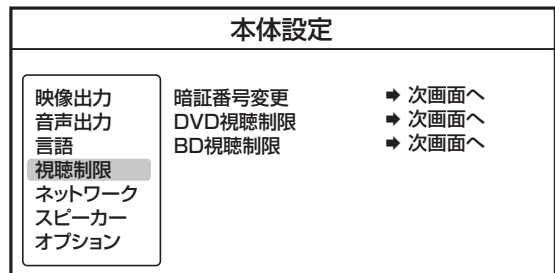 本体設定
映像出力
音声出力
言語
視聴制限
ネットワーク
スピーカー
オプション
暗証番号変更 ➡ 次画面へ
DVD視聴制限 ➡ 次画面へ
BD視聴制限 ➡ 次画面へ